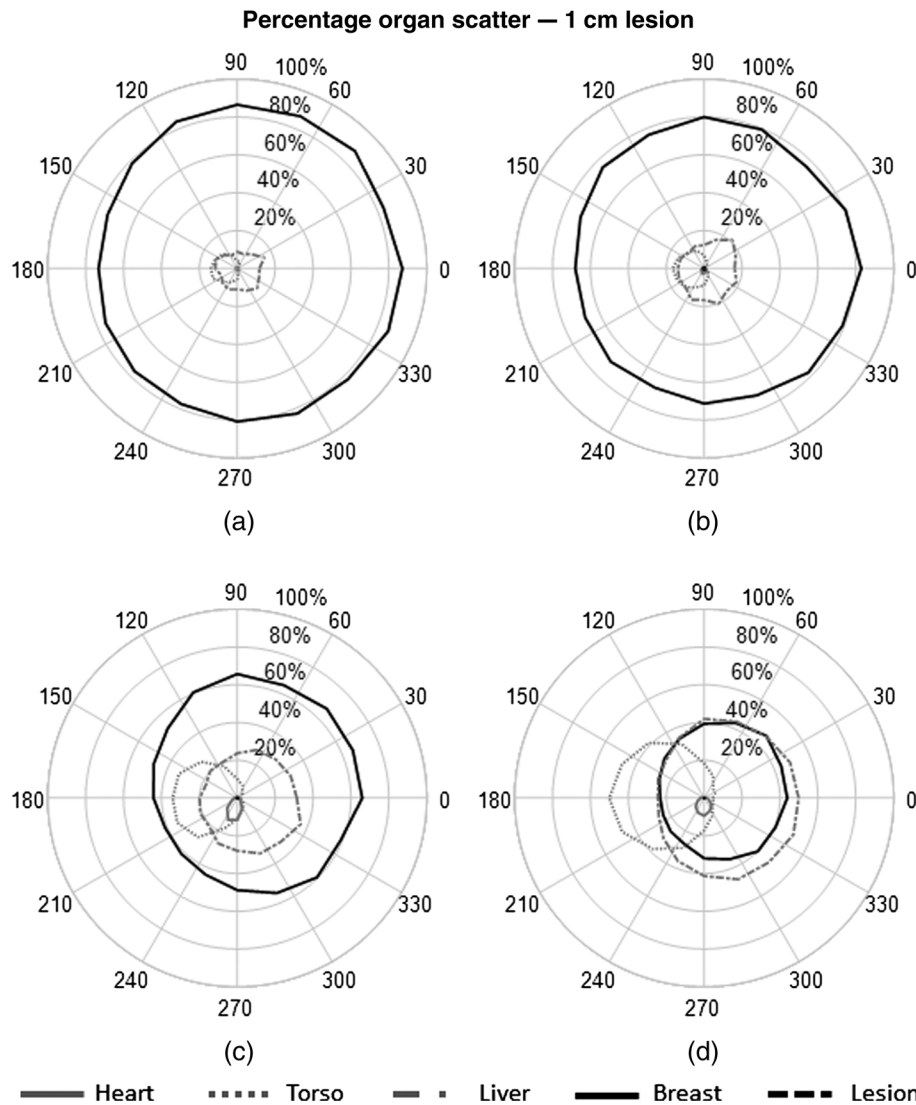 Percentage organ scatter — 1 cm lesion
90 100% 90 100%
120 80% 60 120 80% 60
60% 60%
150 40% 30 150 40% 30
20% 20%
180 0 180 0
210 330 210 330
240 300 240 300
270 270
(a) (b)
90 100% 90 100%
120 80% 60 120 80% 60
60% 60%
150 40% 30 150 40% 30
20% 20%
180 0 180 0
210 330 210 330
240 300 240 300
270 270
(c) (d)
Heart Torso Liver Breast Lesion